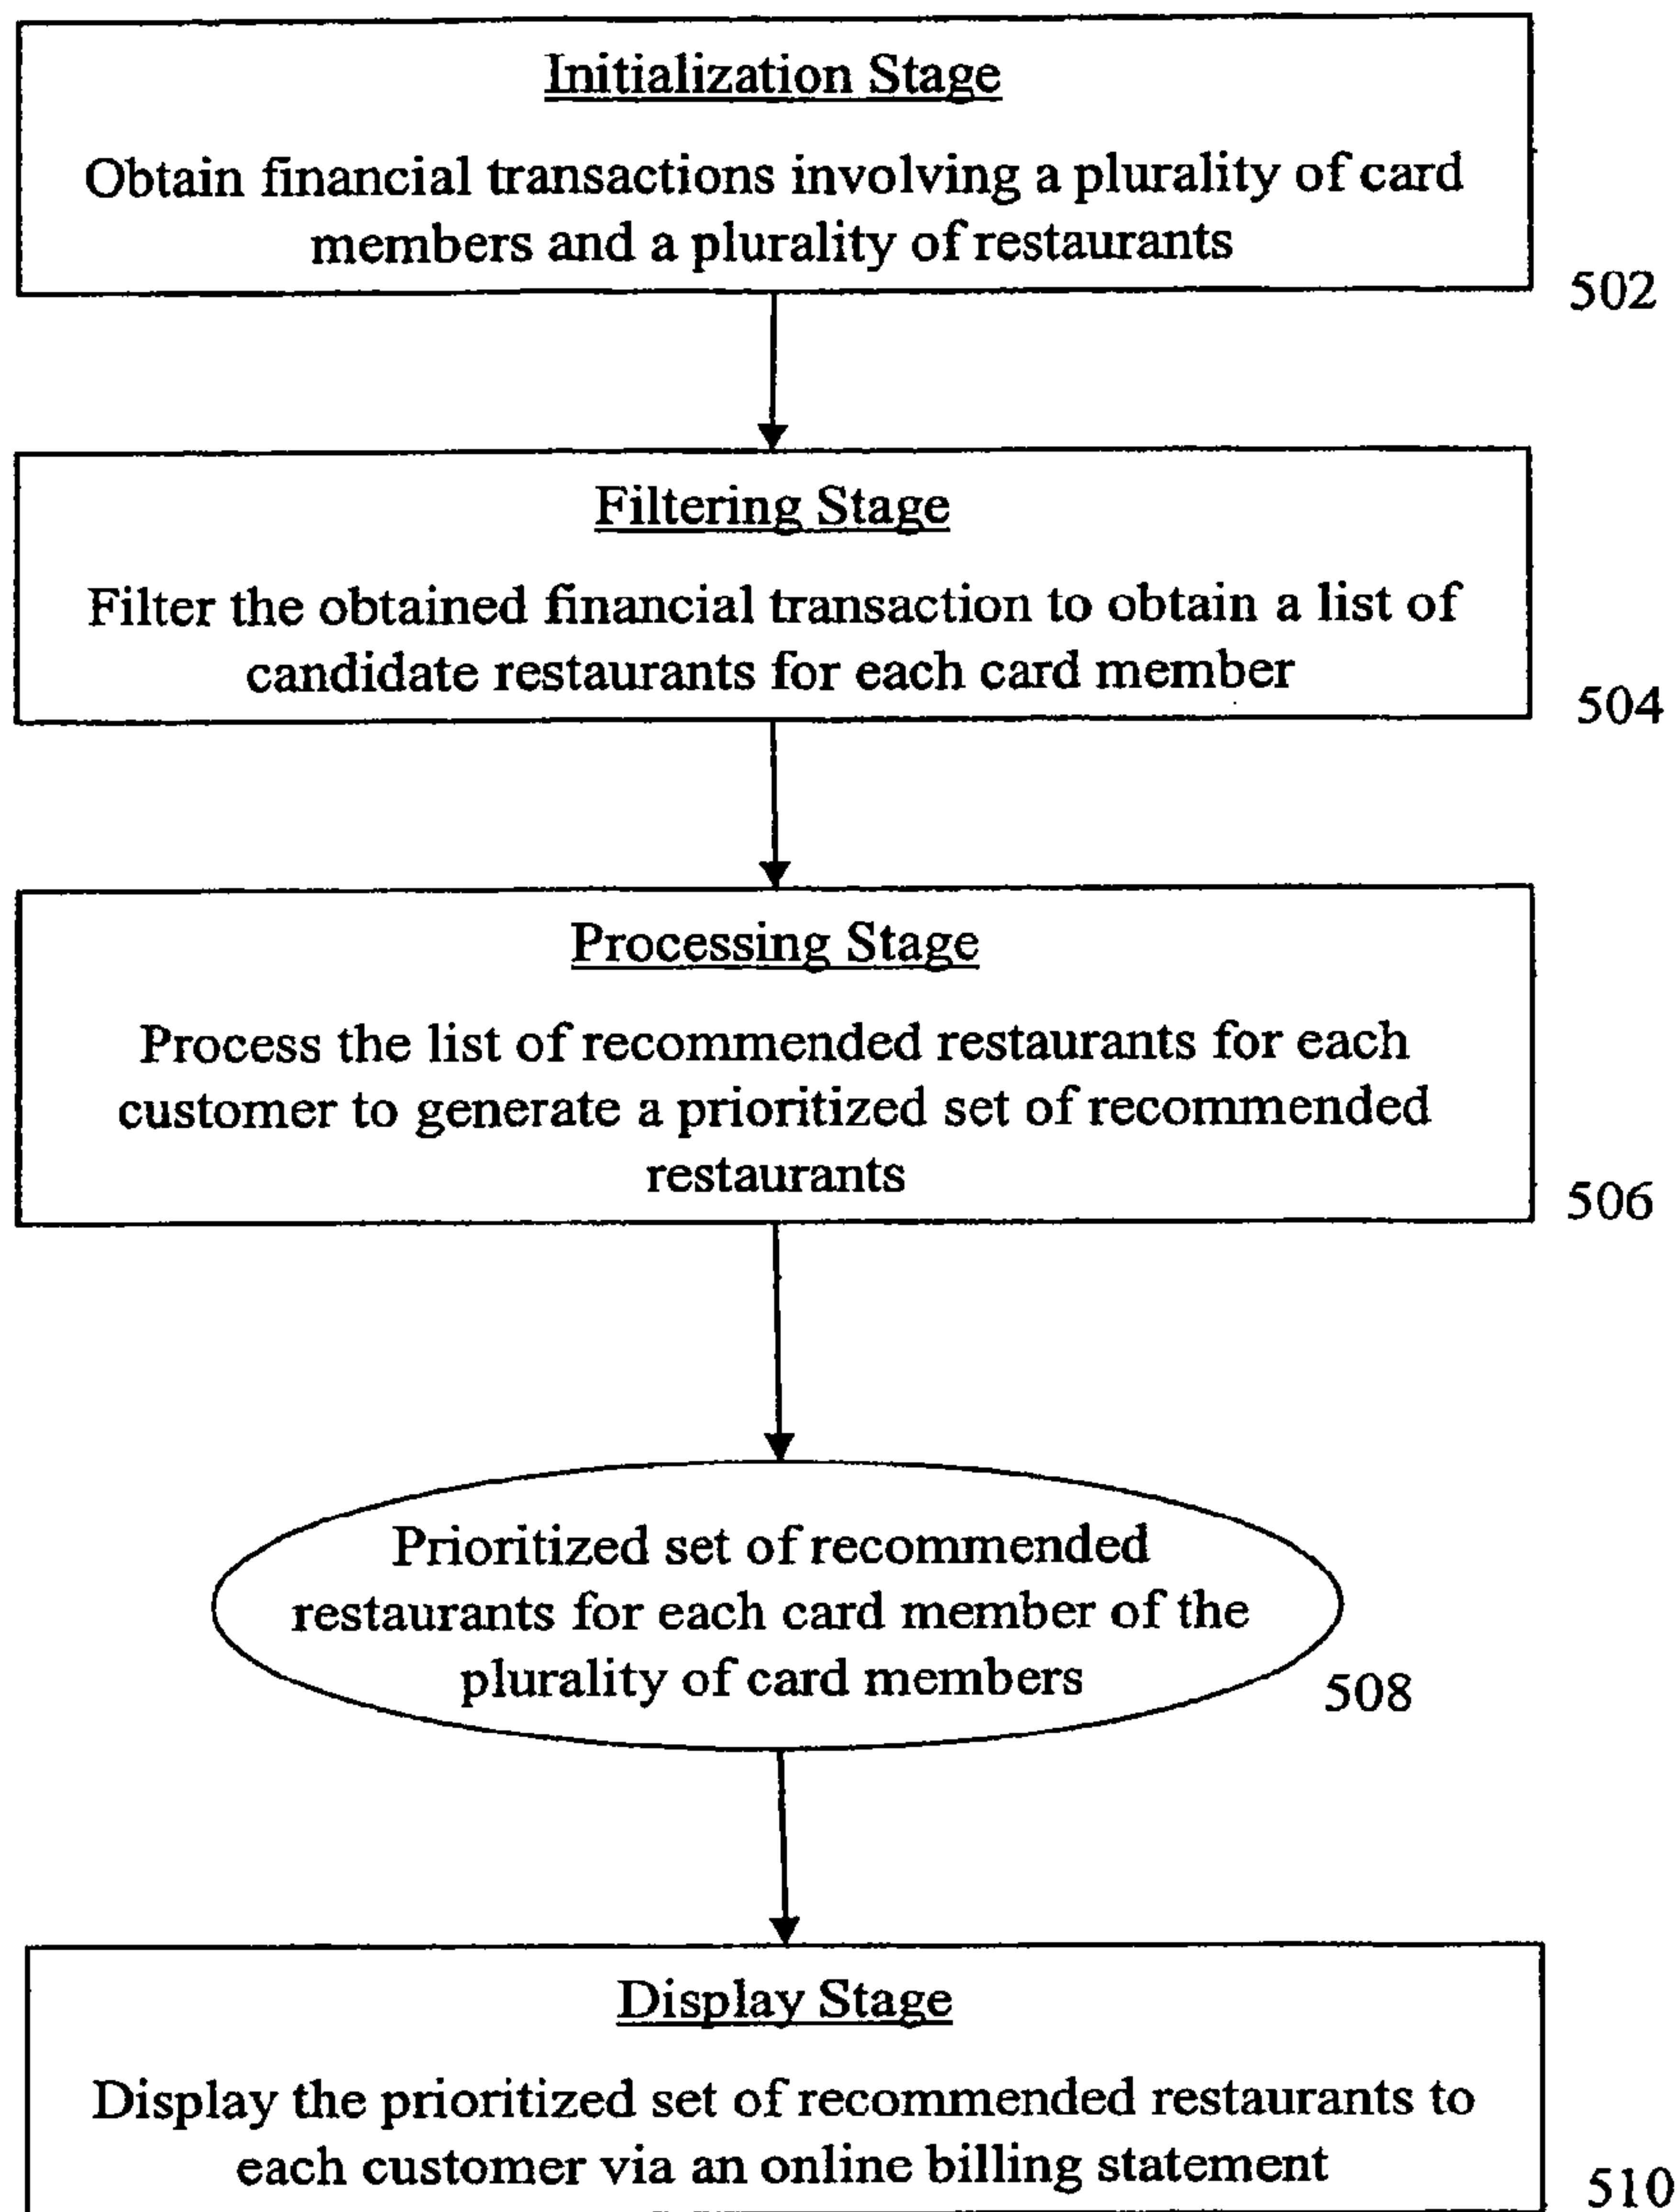 Initialization Stage
Obtain financial transactions involving a plurality of card
members and a plurality of restaurants
502
Filtering Stage
Filter the obtained financial transaction to obtain a list of
candidate restaurants for each card member
504
Processing Stage
Process the list of recommended restaurants for each
customer to generate a prioritized set of recommended
restaurants
506
Prioritized set of recommended
restaurants for each card member of the
plurality of card members
508
Display Stage
Display the prioritized set of recommended restaurants to
each customer via an online billing statement
510